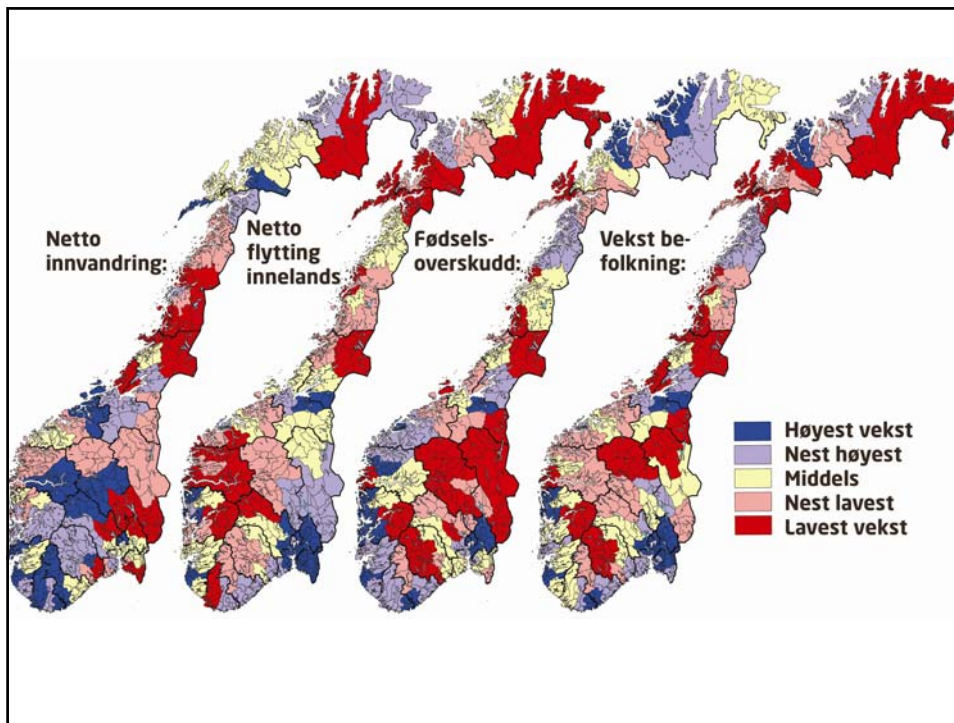 Netto
innvandring:
Netto
flytting
innelands
Fødsels-
overskudd:
Vekst be-
folkning:
Høyest vekst
Nest høyest
Middels
Nest lavest
Lavest vekst